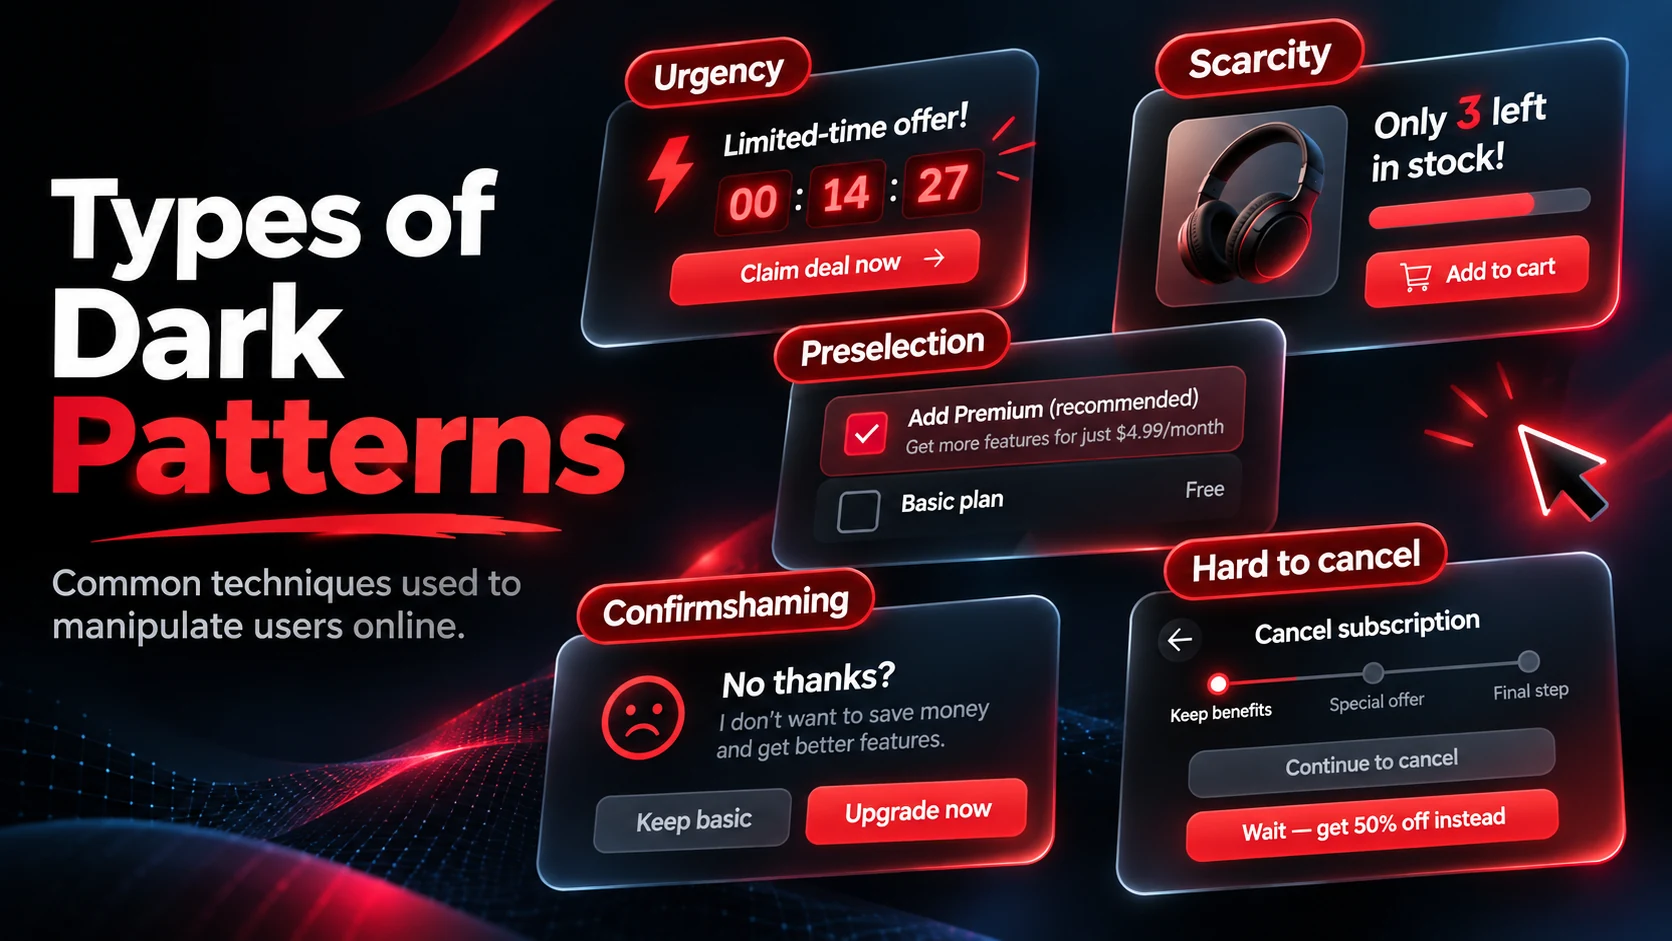 Types of
Dark
Patterns
Common techniques used to
manipulate users online.
Urgency
Limited-time offer!
00 : 14 : 27
Claim deal now →
Scarcity
Only 3 left
in stock!
Add to cart
Preselection
Add Premium (recommended)
Get more features for just $4.99/month
Basic plan
Free
Confirmshaming
No thanks?
I don't want to save money
and get better features.
Keep basic
Upgrade now
Hard to cancel
Cancel subscription
Keep benefits
Special offer
Final step
Continue to cancel
Wait — get 50% off instead